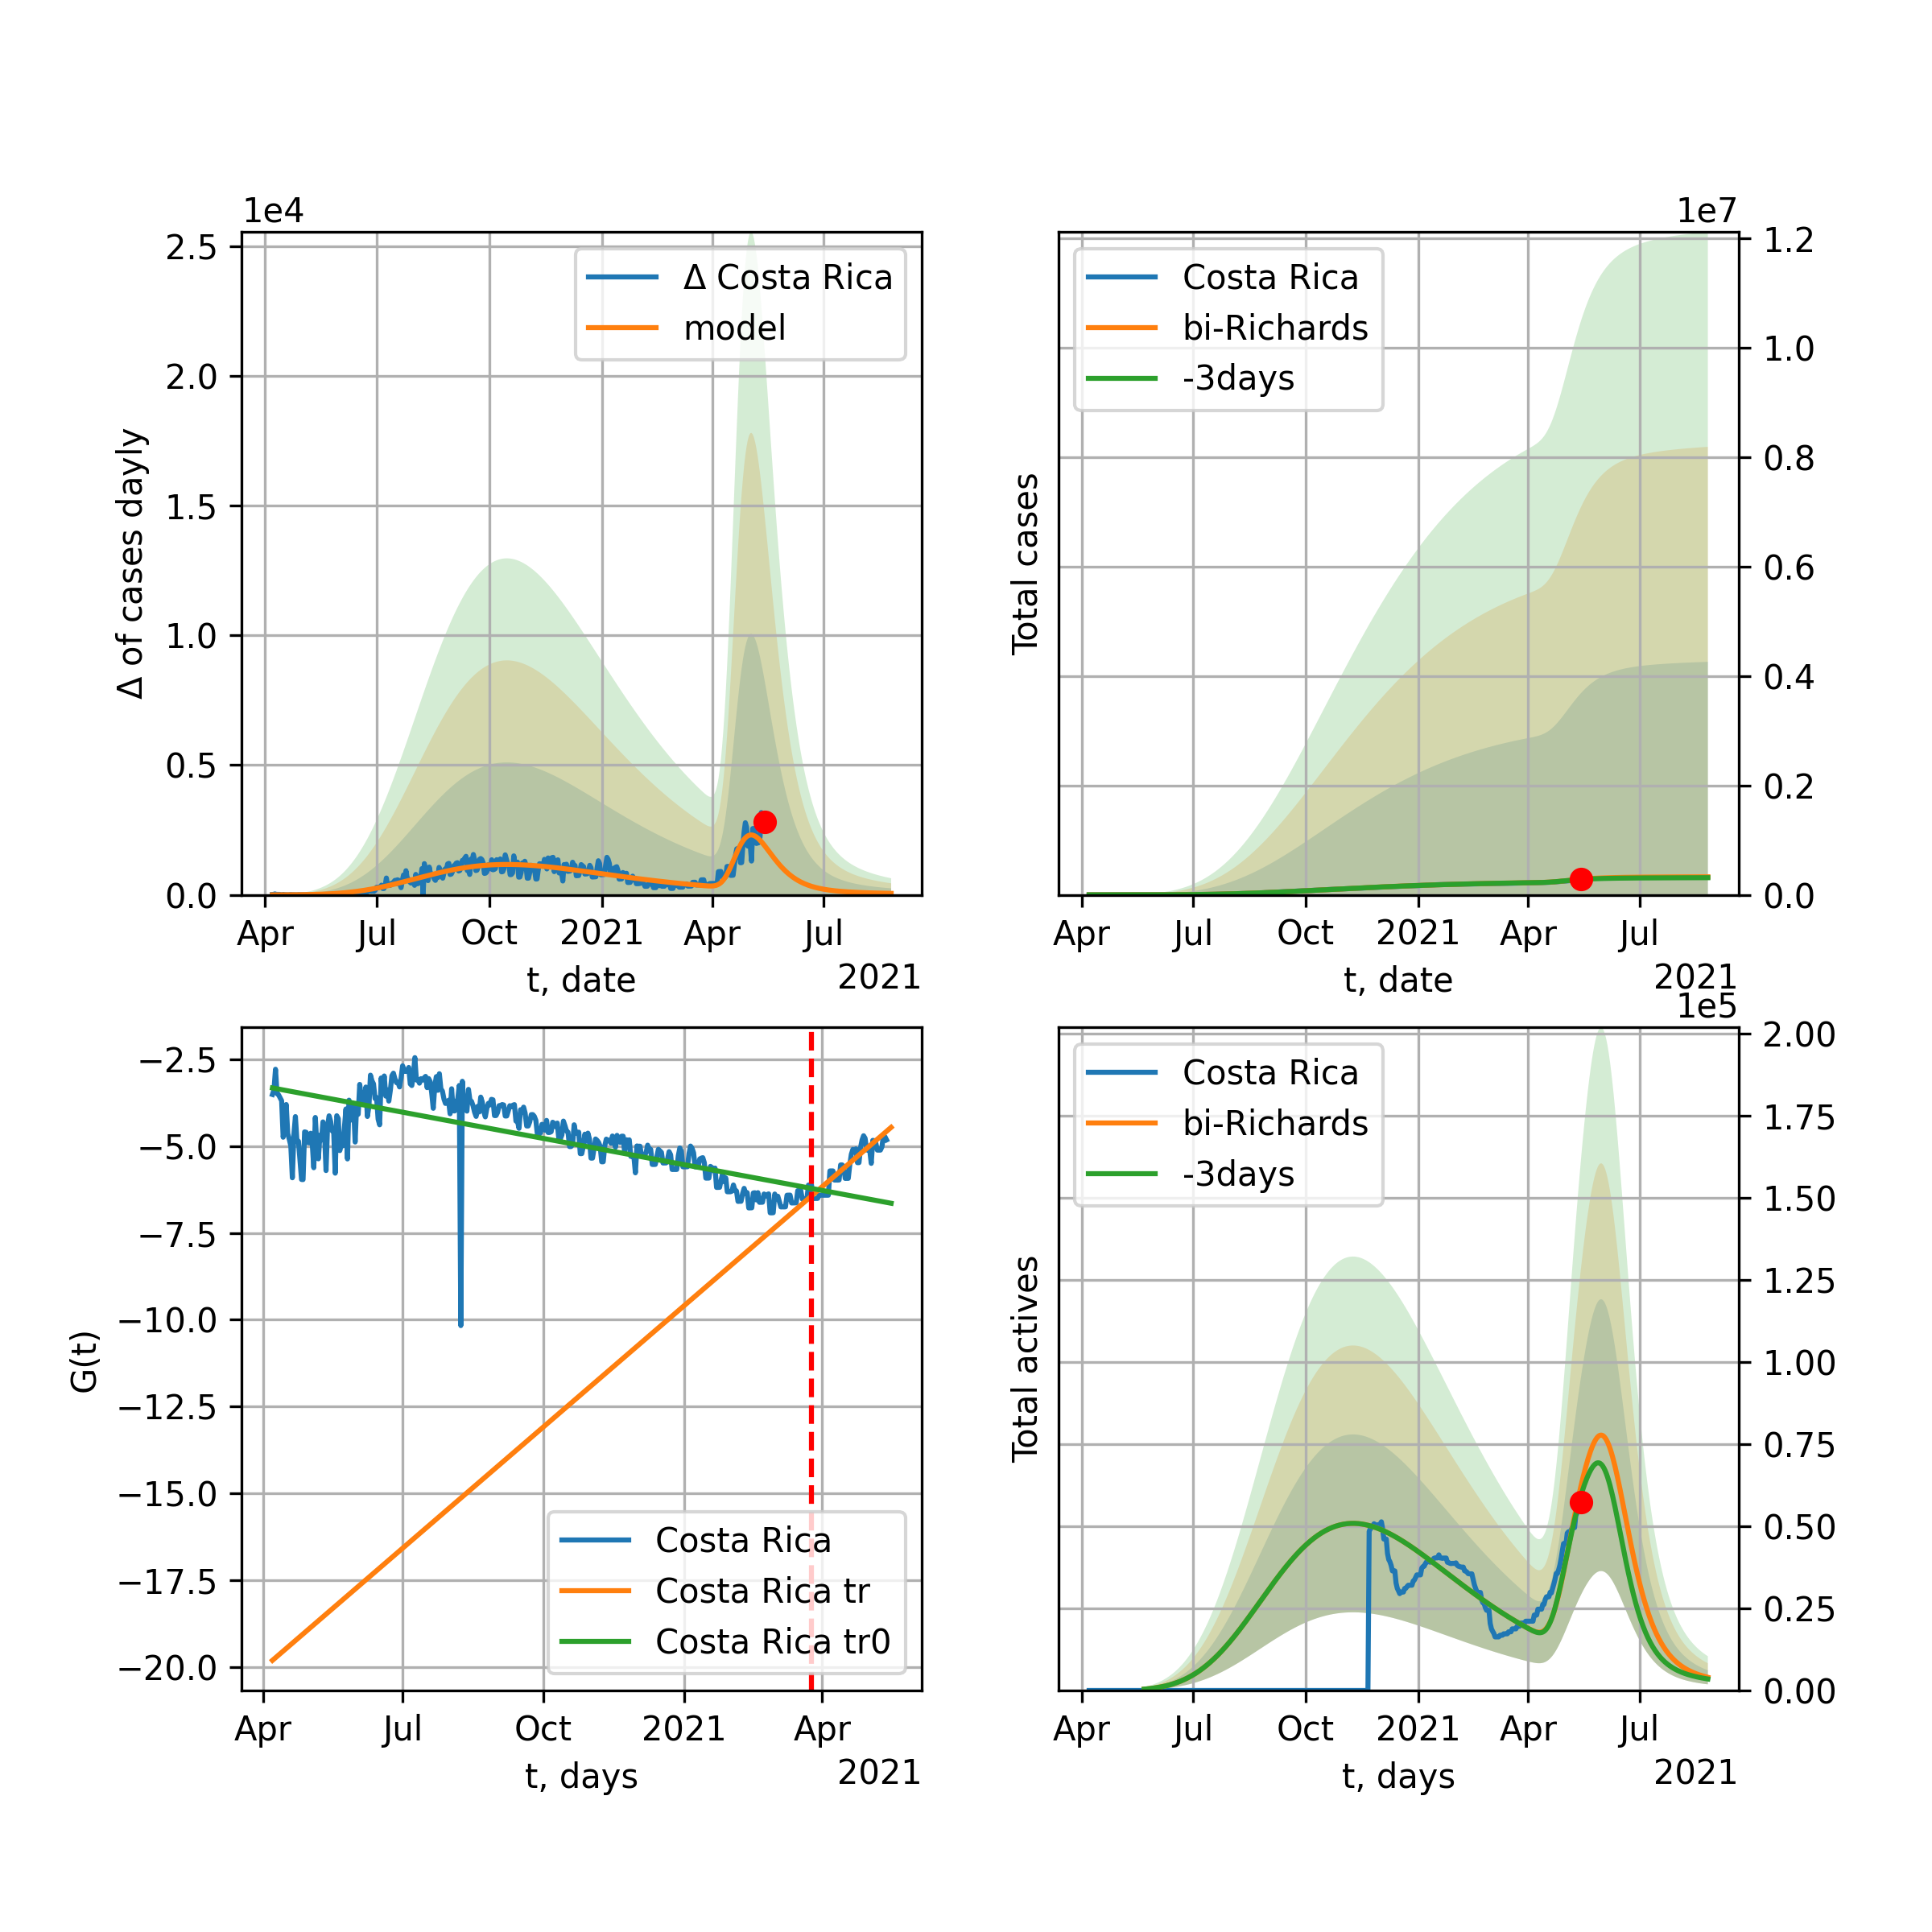 1e4
2.5
2.0
1.5
1.0
0.5
0.0
Δ of cases dayly
Δ Costa Rica
model
Apr Jul Oct 2021 Apr Jul
t, date
2021
1e7
1.2
1.0
0.8
0.6
0.4
0.2
0.0
Total cases
Costa Rica
bi-Richards
-3days
Apr Jul Oct 2021 Apr Jul
t, date
2021
−2.5
−5.0
−7.5
−10.0
−12.5
−15.0
−17.5
−20.0
G(t)
Costa Rica
Costa Rica tr
Costa Rica tr0
Apr Jul Oct 2021 Apr
t, days
2021
1e5
2.00
1.75
1.50
1.25
1.00
0.75
0.50
0.25
0.00
Total actives
Costa Rica
bi-Richards
-3days
Apr Jul Oct 2021 Apr Jul
t, days
2021